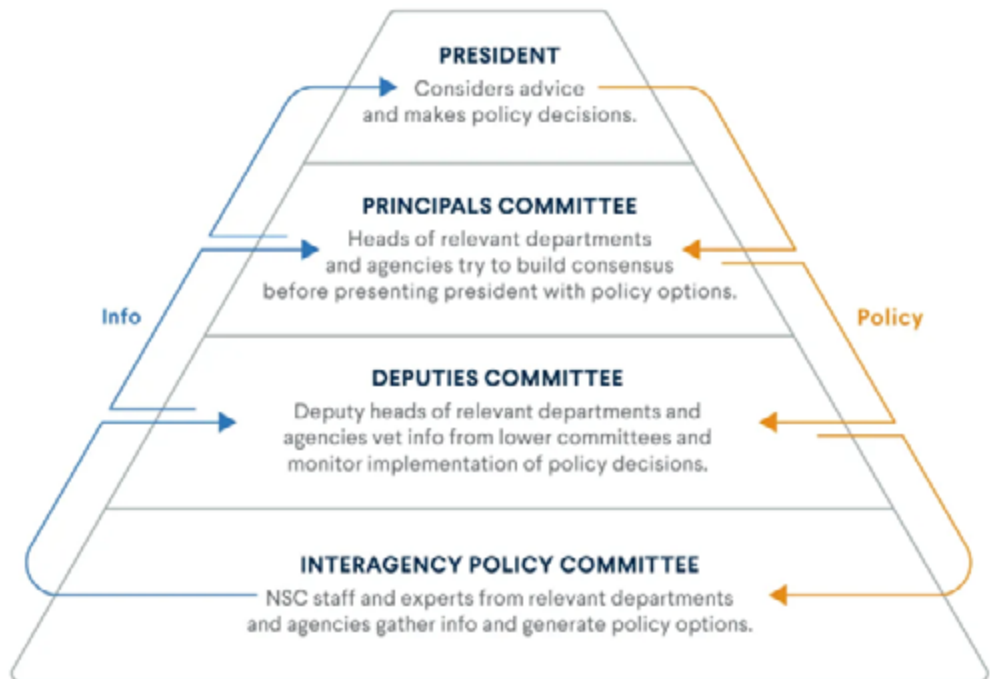 PRESIDENT
Considers advice
and makes policy decisions.
PRINCIPALS COMMITTEE
Heads of relevant departments
and agencies try to build consensus
before presenting president with policy options.
Info
Policy
DEPUTIES COMMITTEE
Deputy heads of relevant departments and
agencies vet info from lower committees and
monitor implementation of policy decisions.
INTERAGENCY POLICY COMMITTEE
NSC staff and experts from relevant departments
and agencies gather info and generate policy options.